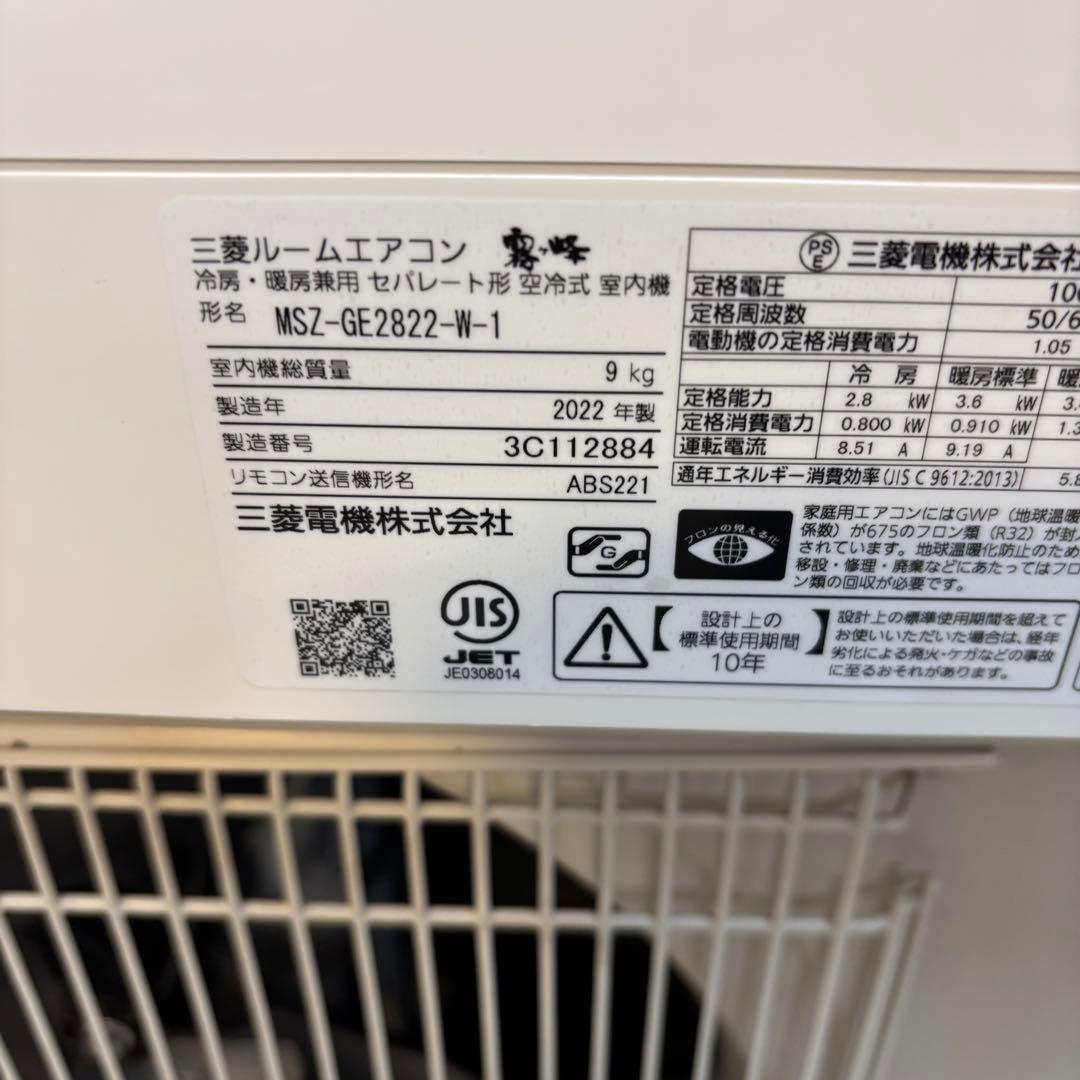 三菱ルームエアコン 霧ヶ峰
冷房・暖房兼用 セパレート形 空冷式 室内機
形名 MSZ-GE2822-W-1
室内機総質量 9 kg
製造年 2022 年製
製造番号 3C112884
リモコン送信機形名 ABS221
三菱電機株式会社
G
JIS
JET
JE0308014
PS
E 三菱電機株式会社
定格電圧 10
定格周波数 50/6
電動機の定格消費電力 1.05
冷 房 暖房標準 暖
定格能力 2.8 kW 3.6 kW 3.
定格消費電力 0.800 kW 0.910 kW 1.3
運転電流 8.51 A 9.19 A
通年エネルギー消費効率(JIS C 9612:2013) 5.8
フロンの見える化
家庭用エアコンにはGWP(地球温暖
係数)が675のフロン類(R32)が封入
されています。地球温暖化防止のため
移設・修理・廃棄などにあたってはフロ
ン類の回収が必要です。
【設計上の
標準使用期間】
10年
設計上の標準使用期間を超えて
お使いいただいた場合は、経年
劣化による発火・ケガなどの事故
に至るおそれがあります。